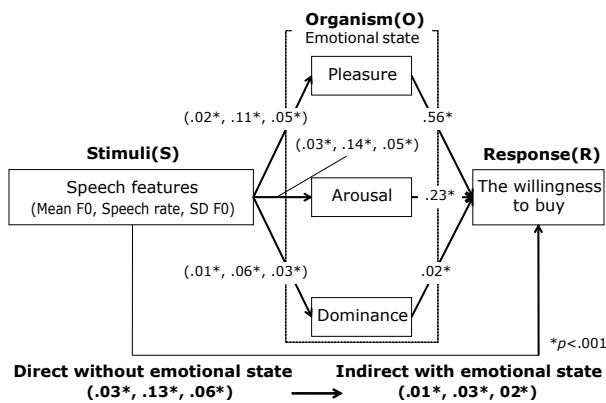 Organism(O)
Emotional state
Pleasure
(.02*, .11*, .05*)
.56*
(.03*, .14*, .05*)
Stimuli(S)
Response(R)
Speech features
(Mean F0, Speech rate, SD F0)
Arousal
.23*
The willingness
to buy
(.01*, .06*, .03*)
.02*
Dominance
*p<.001
Direct without emotional state
(.03*, .13*, .06*)
Indirect with emotional state
(.01*, .03*, 02*)